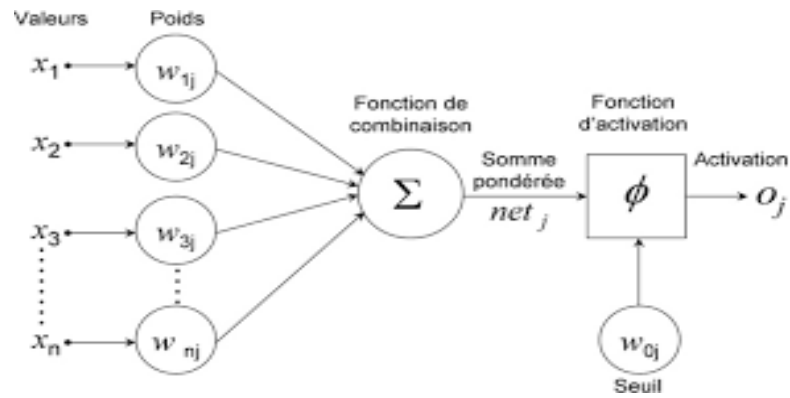 Valeurs
Poids
x1
w1j
x2
w2j
x3
w3j
xn
w nj
Fonction de
combinaison
Σ
Somme
pondérée
net j
Fonction
d'activation
ϕ
Activation
oj
w0j
Seuil